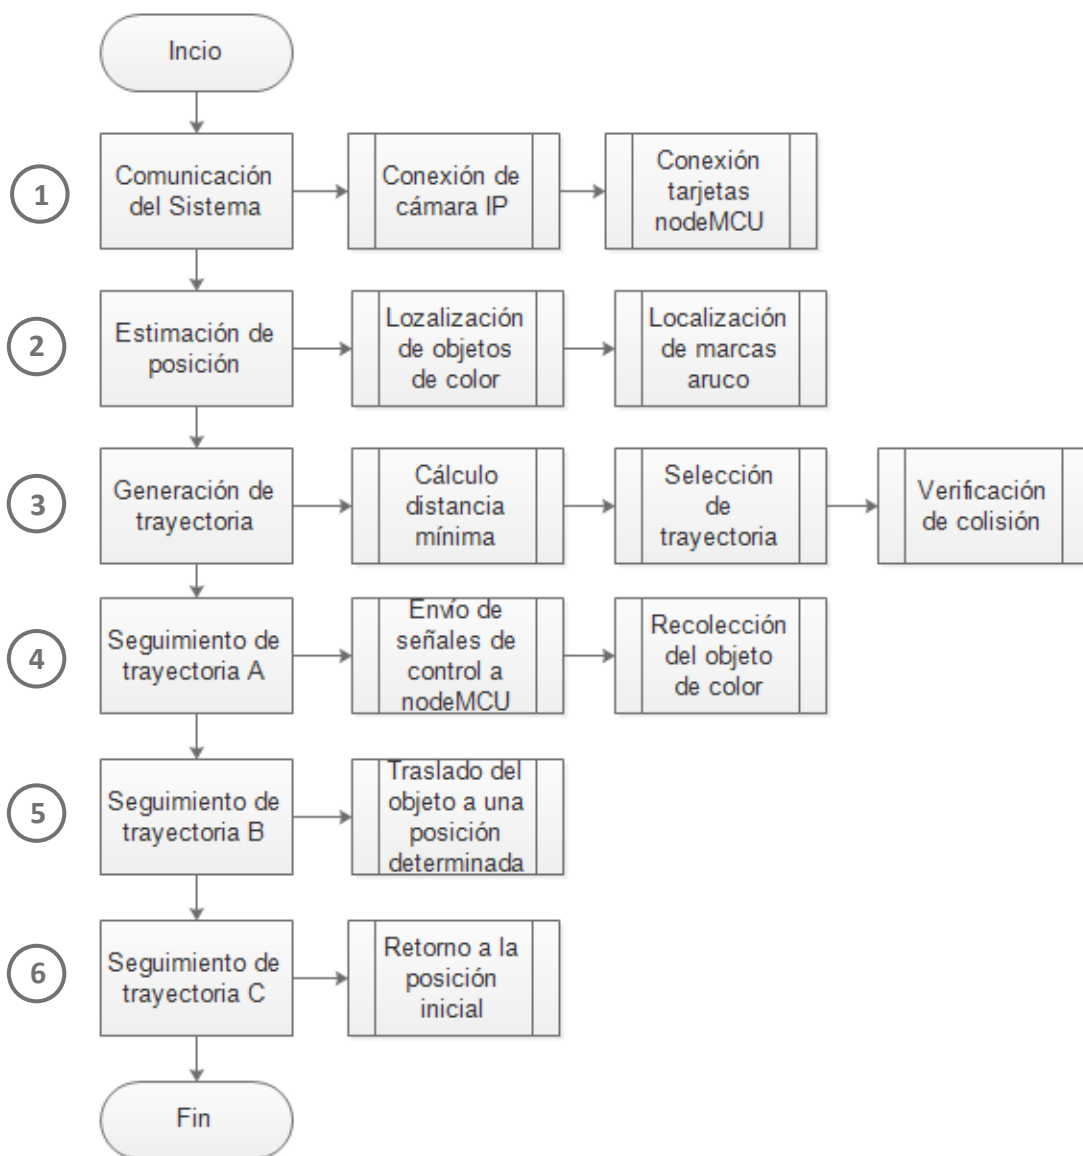 Incio
1
Comunicación
del Sistema
Conexión de
cámara IP
Conexión
tarjetas
nodeMCU
2
Estimación de
posición
Lozalización
de objetos
de color
Localización
de marcas
aruco
3
Generación de
trayectoria
Cálculo
distancia
mínima
Selección
de
trayectoria
Verificación
de colisión
4
Seguimiento de
trayectoria A
Envío de
señales de
control a
nodeMCU
Recolección
del objeto
de color
5
Seguimiento de
trayectoria B
Traslado del
objeto a una
posición
determinada
6
Seguimiento de
trayectoria C
Retorno a la
posición
inicial
Fin